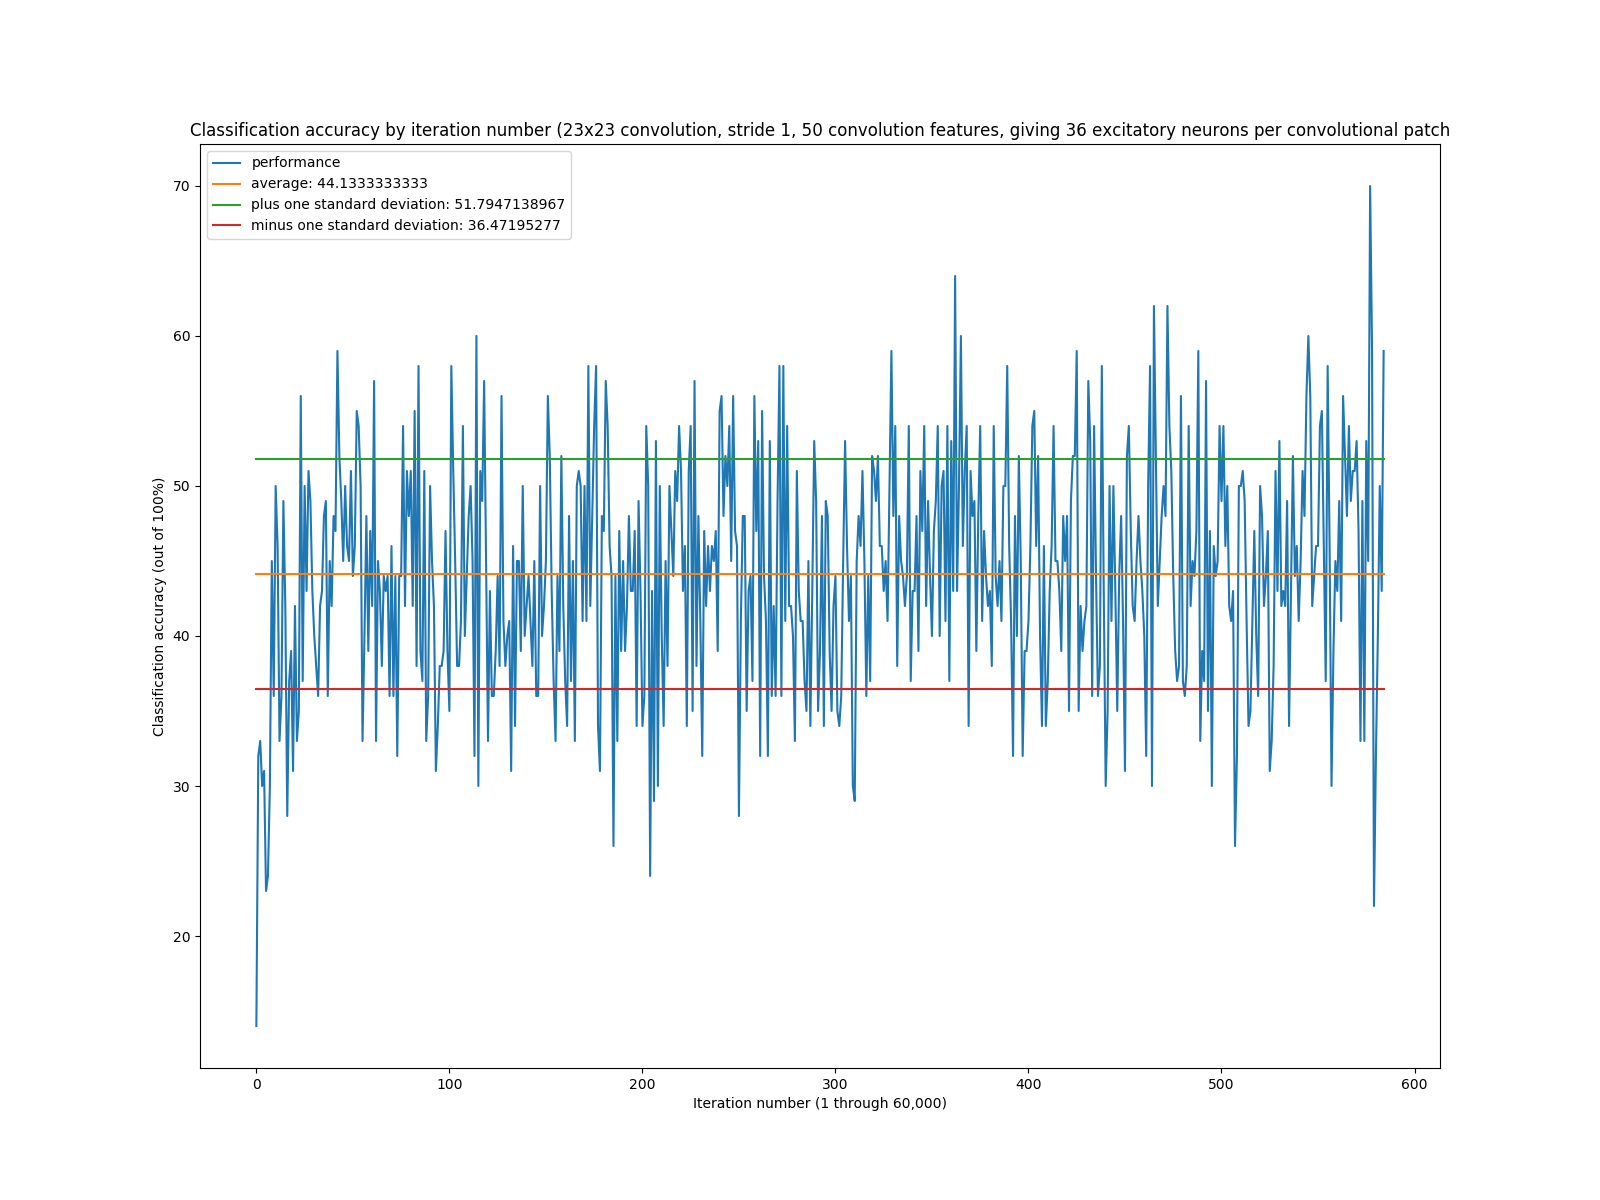 Classification accuracy by iteration number (23x23 convolution, stride 1, 50 convolution features, giving 36 excitatory neurons per convolutional patch
performance
average: 44.1333333333
plus one standard deviation: 51.7947138967
minus one standard deviation: 36.47195277
Classification accuracy (out of 100%)
70
60
50
40
30
20
0 100 200 300 400 500 600
Iteration number (1 through 60,000)